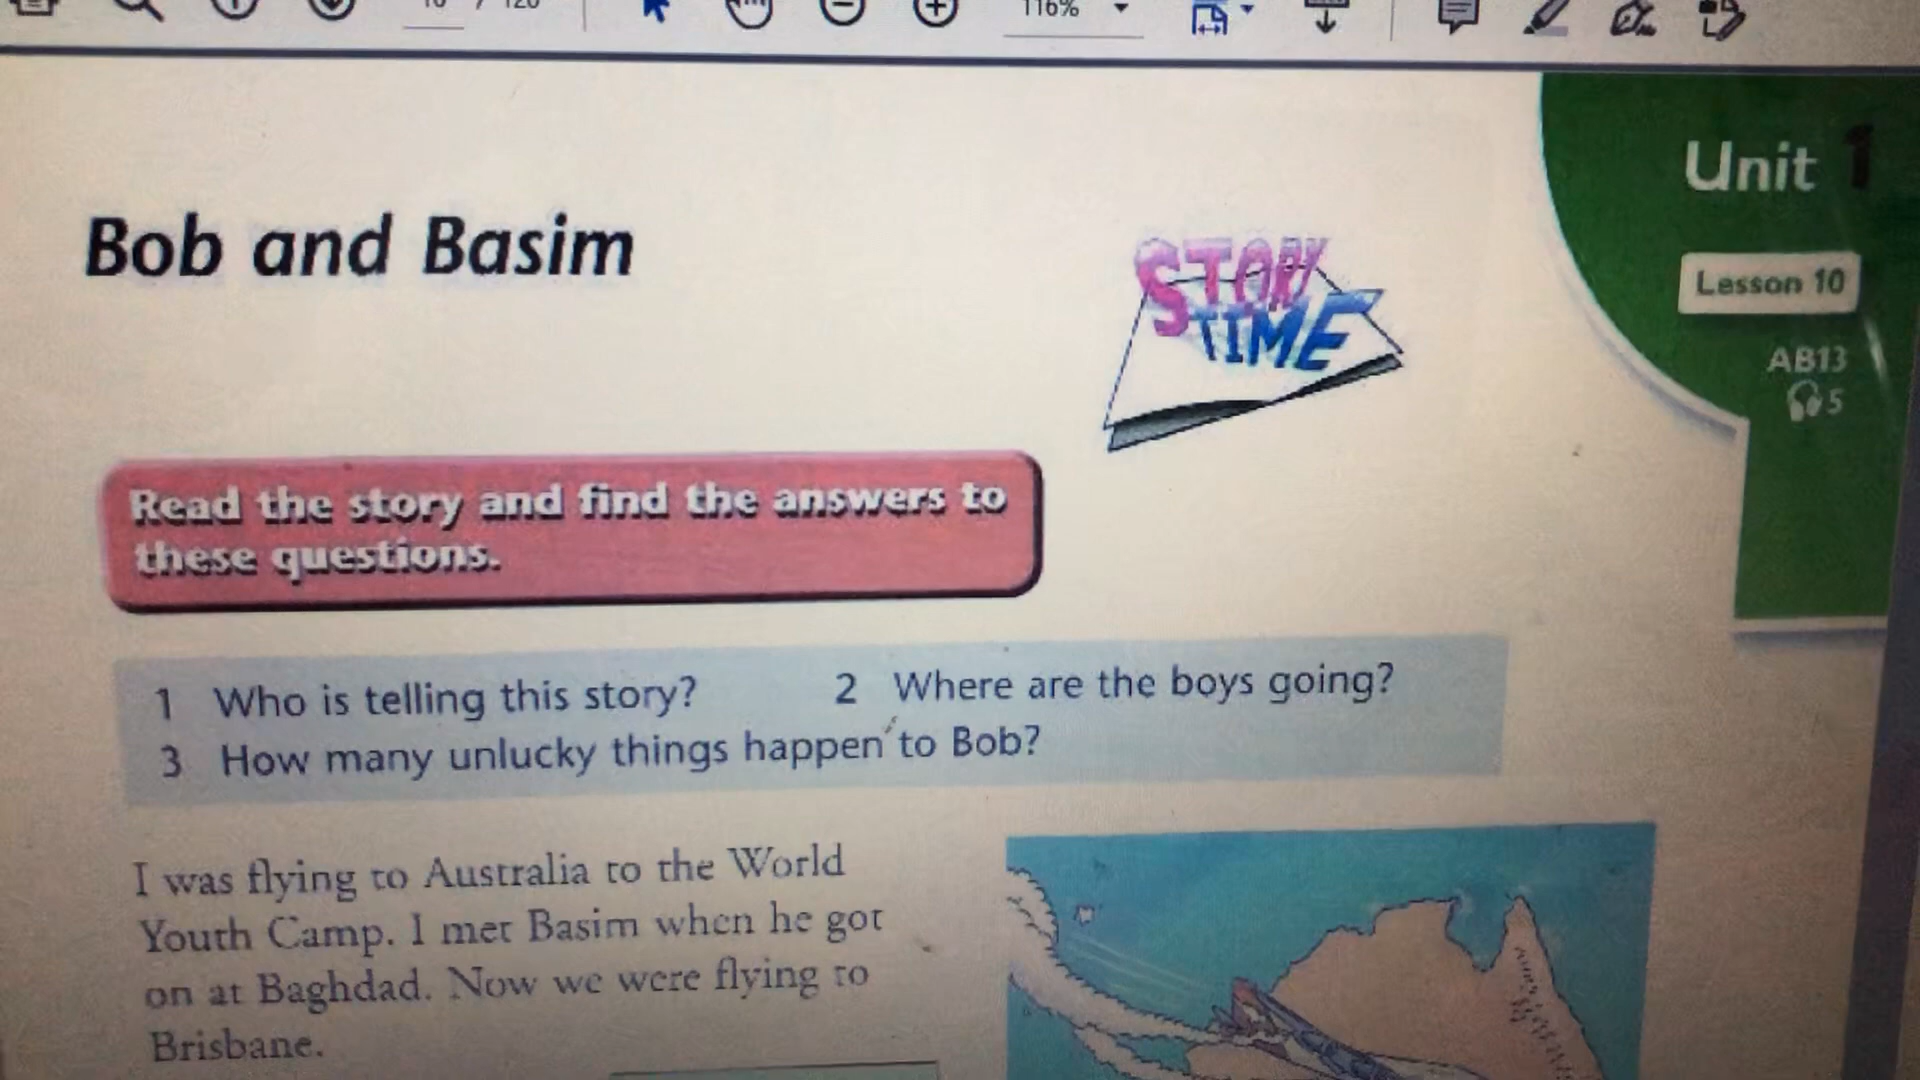 116%
Unit 1
Bob and Basim
STORY
TIME
Lesson 10
AB13
5
Read the story and find the answers to
these questions.
1 Who is telling this story? 2 Where are the boys going?
3 How many unlucky things happen to Bob?
I was flying to Australia to the World
Youth Camp. I met Basim when he got
on at Baghdad. Now we were flying to
Brisbane.